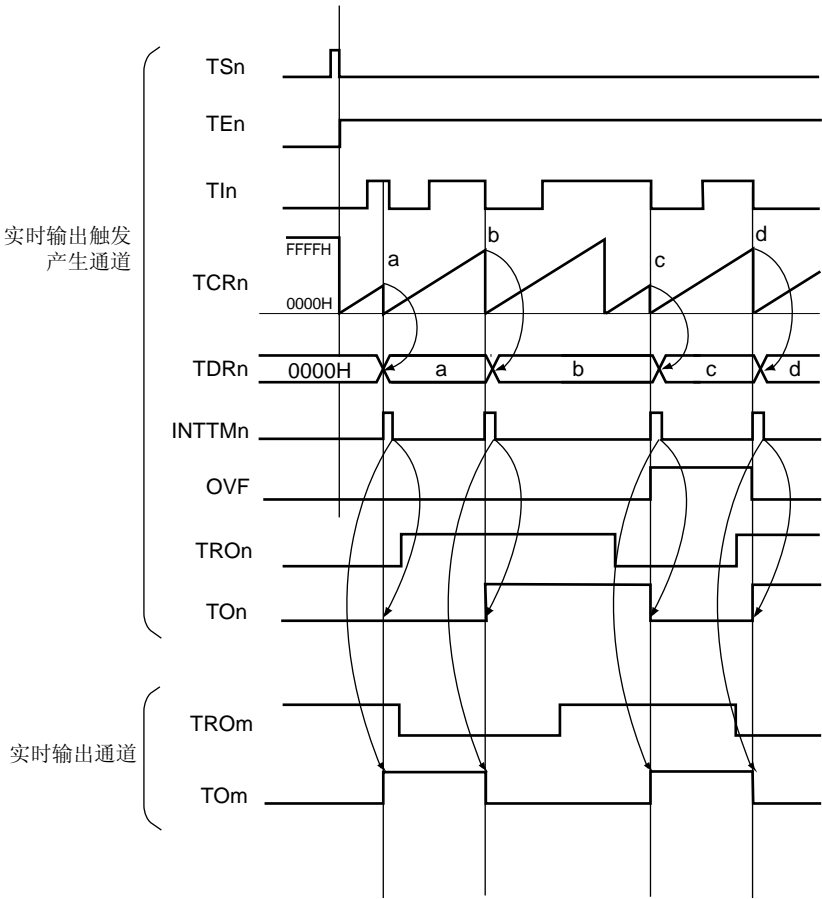 TSn
TEn
TIn
实时输出触发
产生通道
FFFFH
TCRn
0000H
a
b
c
d
TDRn
0000H
a
b
c
d
INTTMn
OVF
TROn
TOn
TROm
实时输出通道
TOm